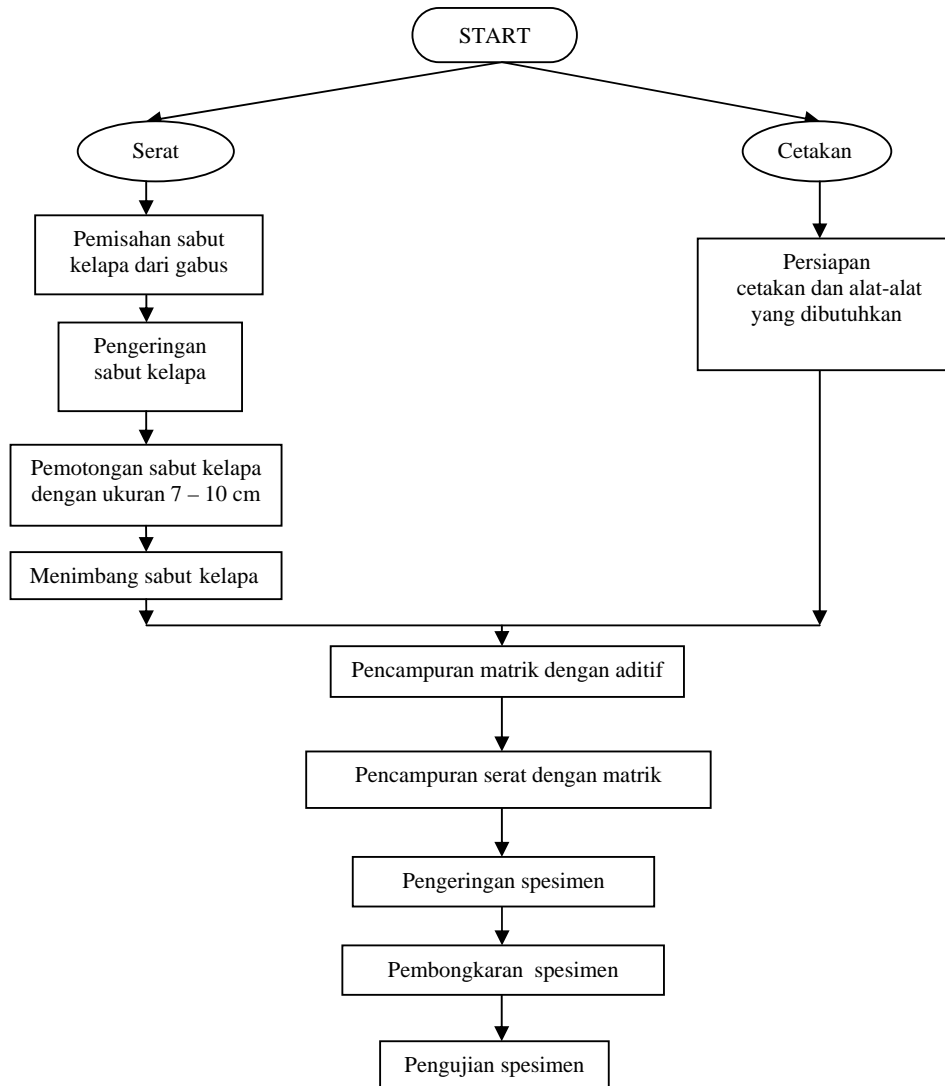 START
Serat
Cetakan
Pemisahan sabut
kelapa dari gabus
Persiapan
cetakan dan alat-alat
yang dibutuhkan
Pengeringan
sabut kelapa
Pemotongan sabut kelapa
dengan ukuran 7 – 10 cm
Menimbang sabut kelapa
Pencampuran matrik dengan aditif
Pencampuran serat dengan matrik
Pengeringan spesimen
Pembongkaran spesimen
Pengujian spesimen